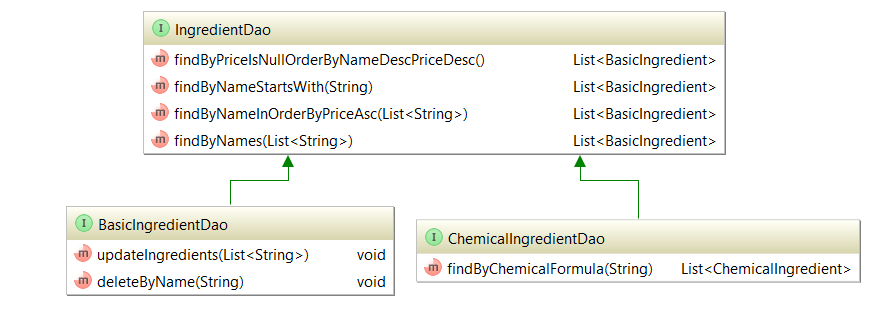 I IngredientDao
m findByPriceIsNullOrderByNameDescPriceDesc() List<BasicIngredient>
m findByNameStartsWith(String) List<BasicIngredient>
m findByNameInOrderByPriceAsc(List<String>) List<BasicIngredient>
m findByNames(List<String>) List<BasicIngredient>
I BasicIngredientDao
m updateIngredients(List<String>) void
m deleteByName(String) void
I ChemicalIngredientDao
m findByChemicalFormula(String) List<ChemicalIngredient>